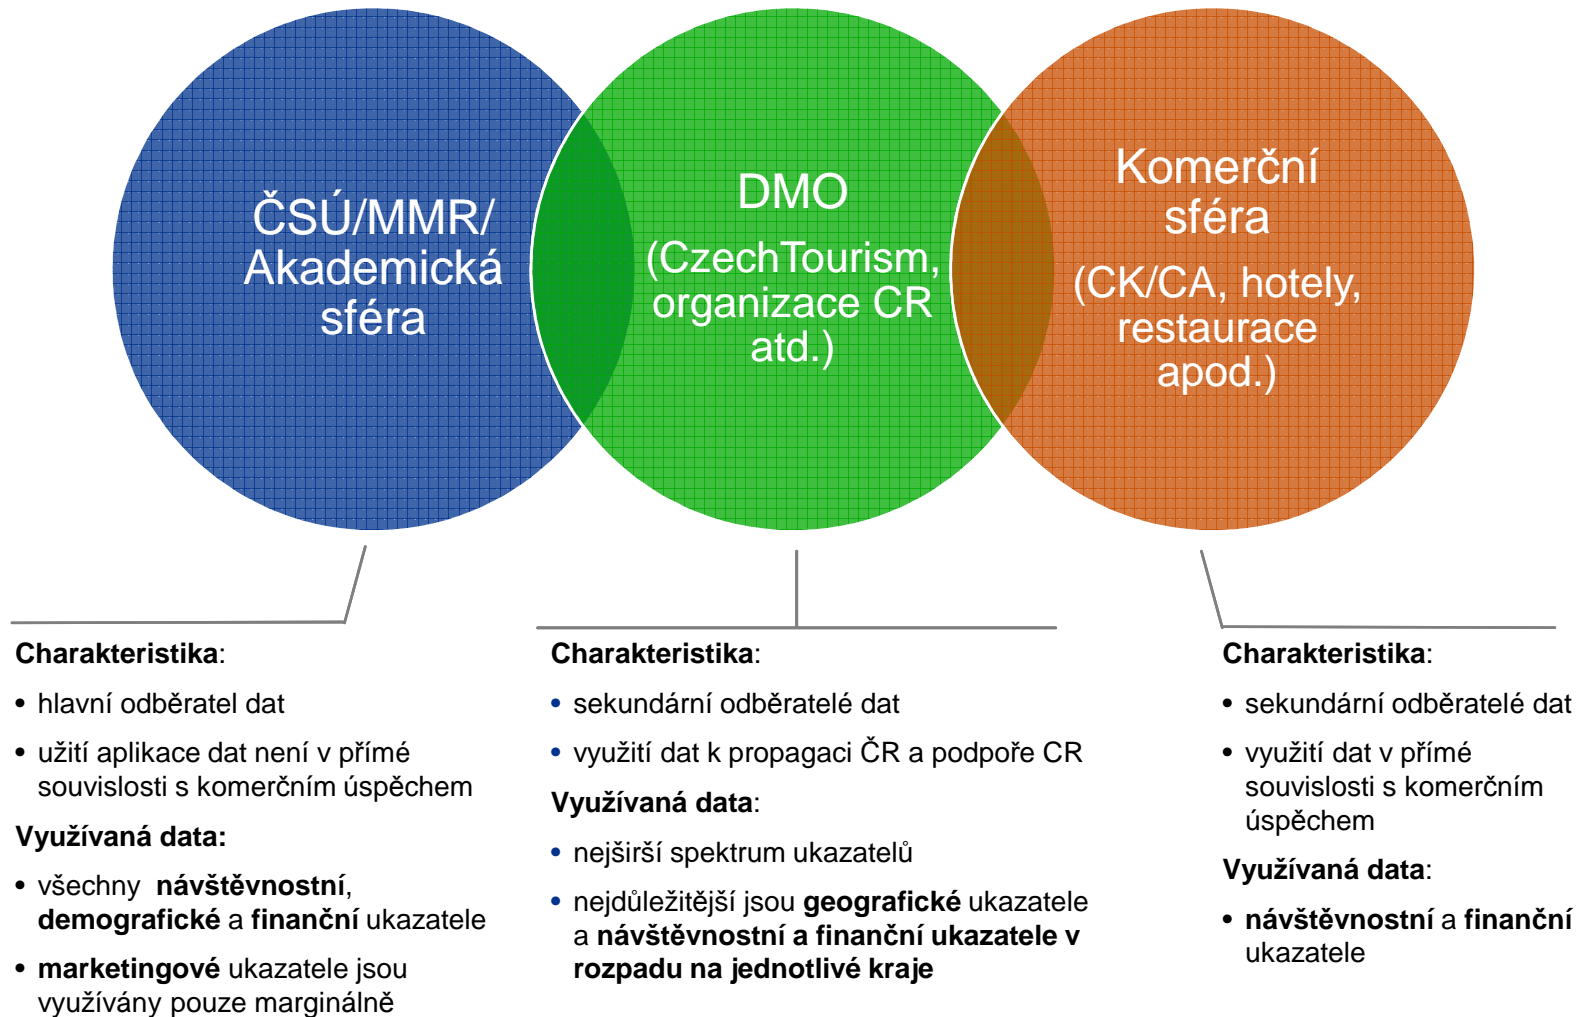 ČSÚ/MMR/
Akademická
sféra
DMO
(CzechTourism,
organizace CR
atd.)
Komerční
sféra
(CK/CA, hotely,
restaurace
apod.)
Charakteristika:
• hlavní odběratel dat
• užití aplikace dat není v přímé
souvislosti s komerčním úspěchem
Využívaná data:
• všechny návštěvnostní,
demografické a finanční ukazatele
• marketingové ukazatele jsou
využívány pouze marginálně
Charakteristika:
• sekundární odběratelé dat
• využití dat k propagaci ČR a podpoře CR
Využívaná data:
• nejširší spektrum ukazatelů
• nejdůležitější jsou geografické ukazatele
a návštěvnostní a finanční ukazatele v
rozpadu na jednotlivé kraje
Charakteristika:
• sekundární odběratelé dat
• využití dat v přímé
souvislosti s komerčním
úspěchem
Využívaná data:
• návštěvnostní a finanční
ukazatele